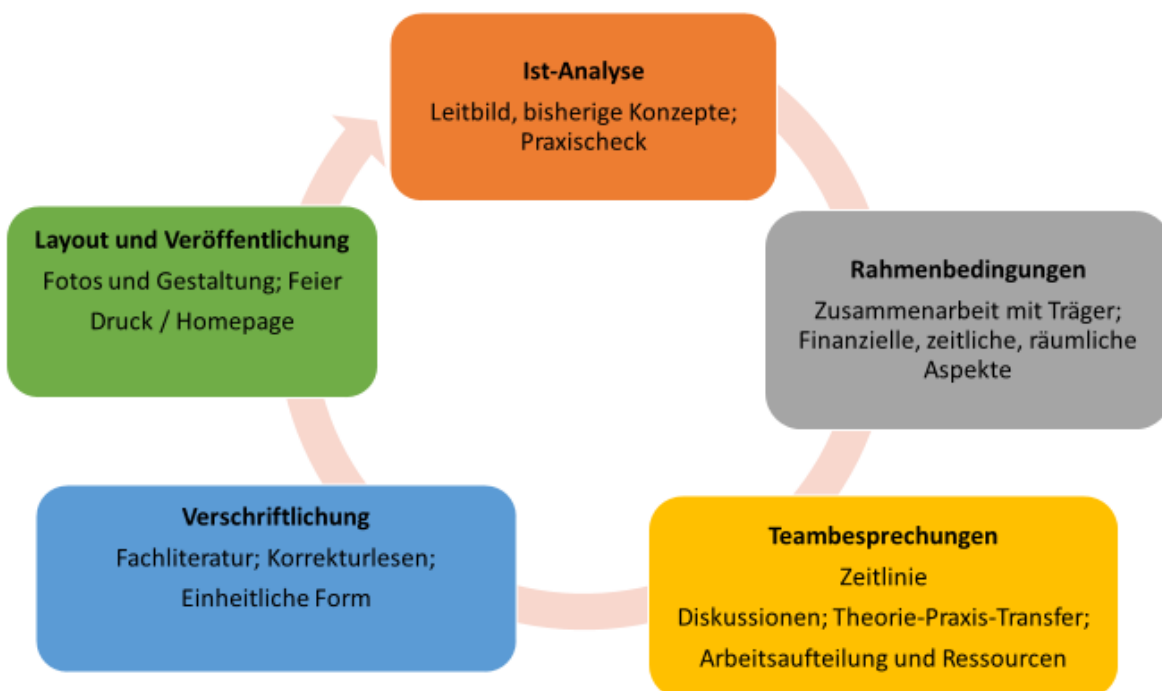 Ist-Analyse
Leitbild, bisherige Konzepte;
Praxischeck
Rahmenbedingungen
Zusammenarbeit mit Träger;
Finanzielle, zeitliche, räumliche
Aspekte
Teambesprechungen
Zeitlinie
Diskussionen; Theorie-Praxis-Transfer;
Arbeitsaufteilung und Ressourcen
Verschriftlichung
Fachliteratur; Korrekturlesen;
Einheitliche Form
Layout und Veröffentlichung
Fotos und Gestaltung; Feier
Druck / Homepage